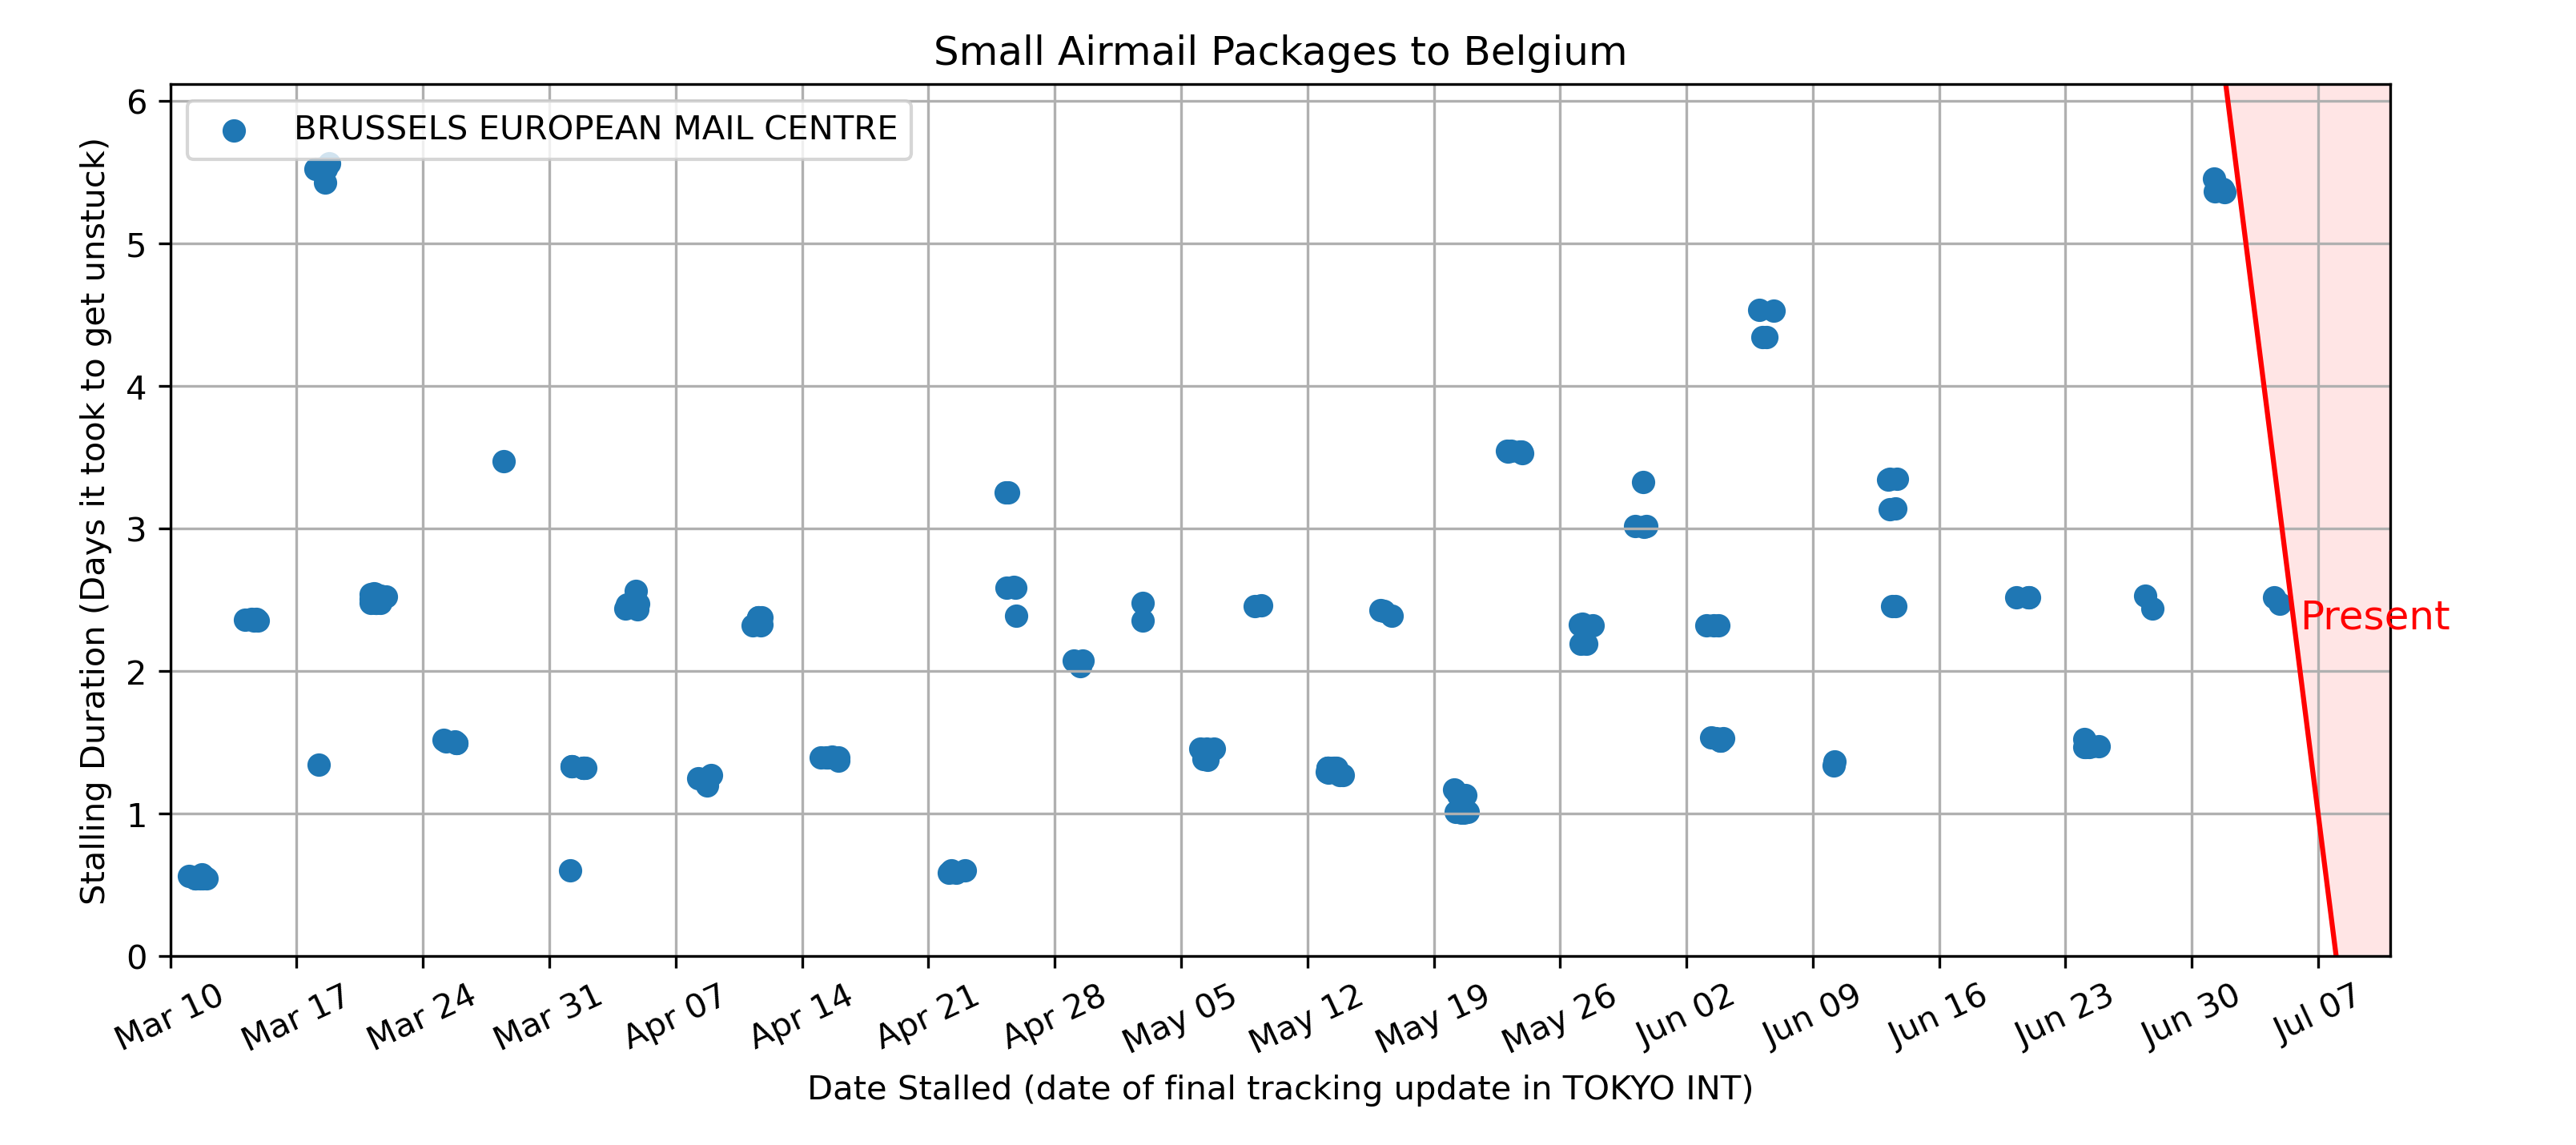 Small Airmail Packages to Belgium
BRUSSELS EUROPEAN MAIL CENTRE
Stalling Duration (Days it took to get unstuck)
6
5
4
3
2
1
0
Present
Mar 10
Mar 17
Mar 24
Mar 31
Apr 07
Apr 14
Apr 21
Apr 28
May 05
May 12
May 19
May 26
Jun 02
Jun 09
Jun 16
Jun 23
Jun 30
Jul 07
Date Stalled (date of final tracking update in TOKYO INT)